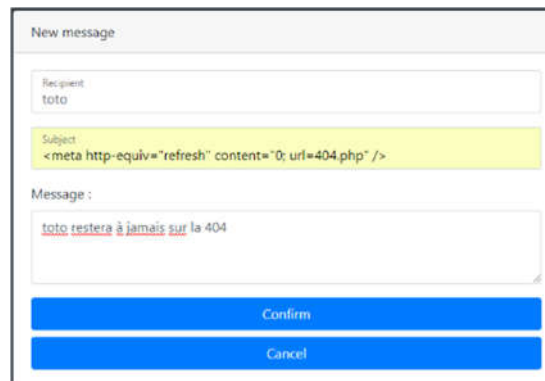 New message
Recipient
toto
Subject
<meta http-equiv="refresh" content="0; url=404.php" />
Message :
toto restera à jamais sur la 404
Confirm
Cancel